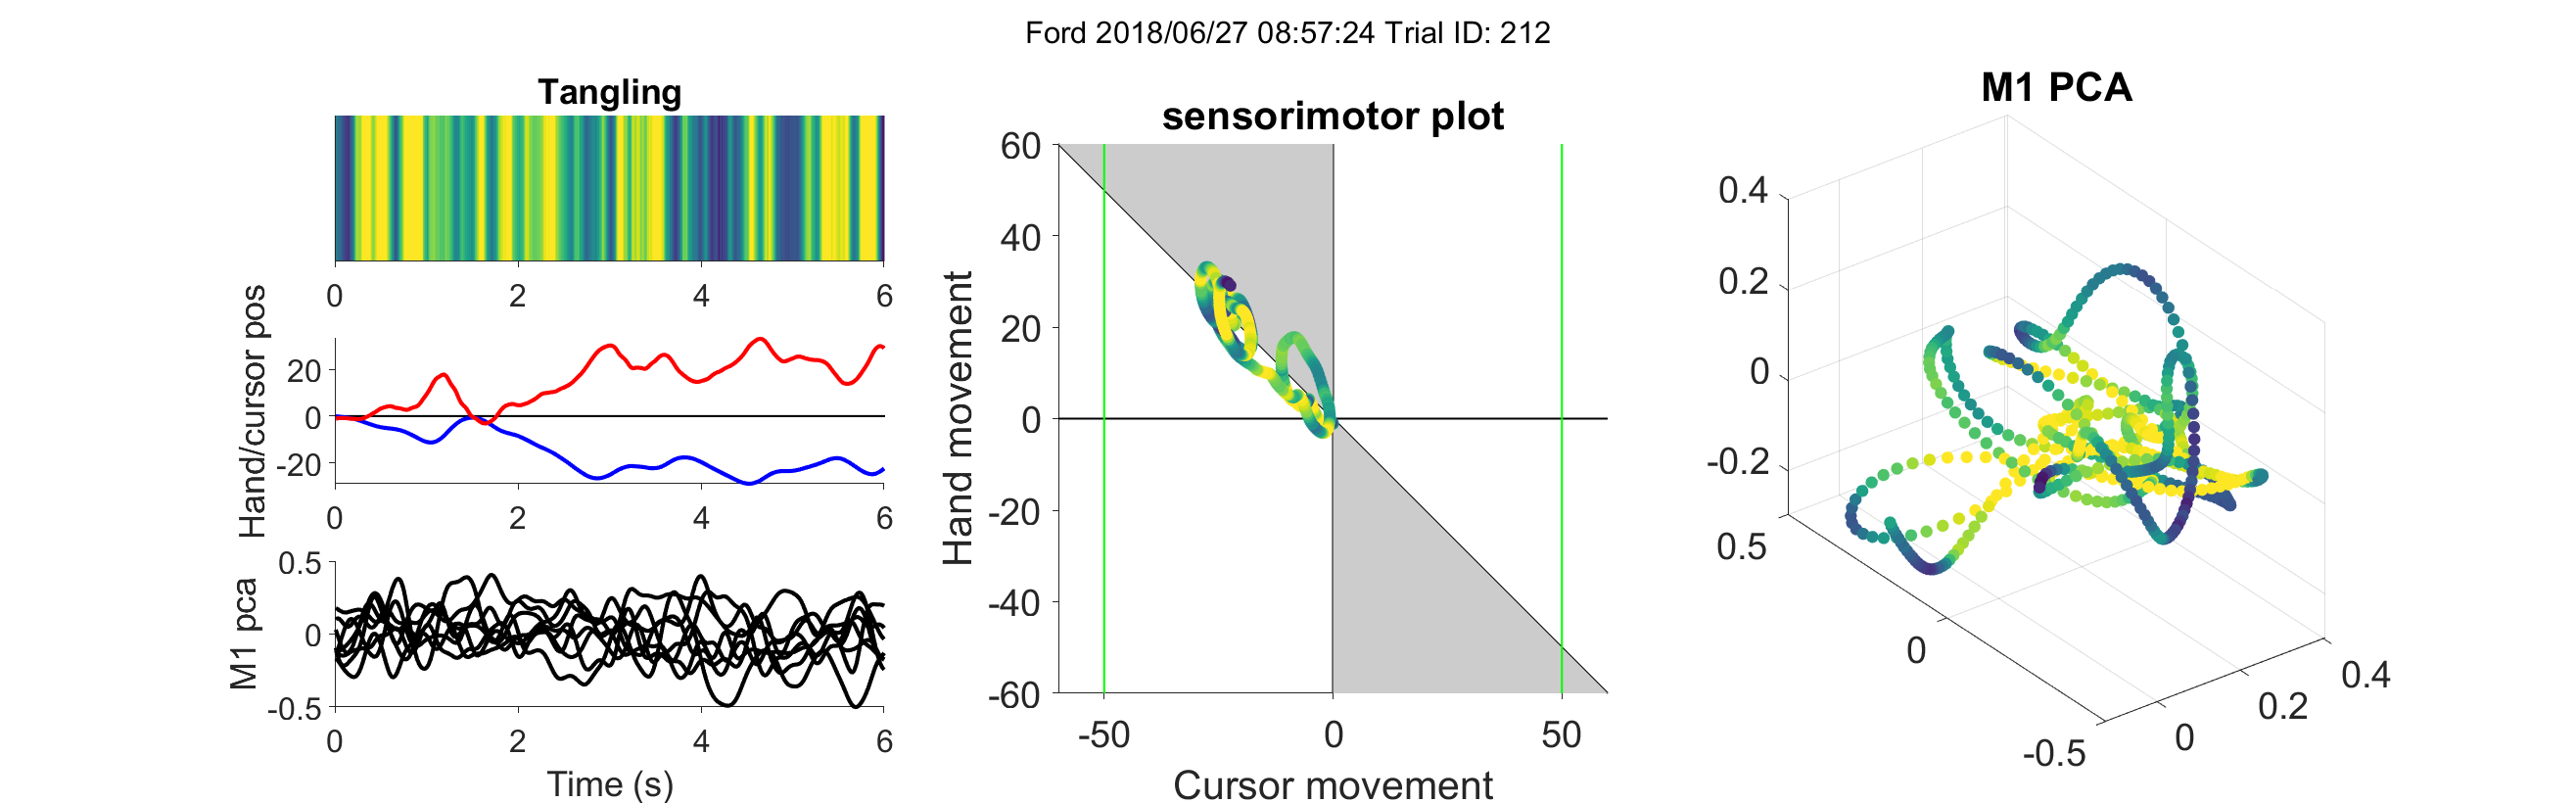 Ford 2018/06/27 08:57:24 Trial ID: 212
Tangling
0 2 4 6
Hand/cursor pos
20
0
-20
0 2 4 6
M1 pca
0.5
0
-0.5
0 2 4 6
Time (s)
sensorimotor plot
Hand movement
60
40
20
0
-20
-40
-60
-50 0 50
Cursor movement
M1 PCA
0.4
0.2
0
-0.2
0.5
0
-0.5
0
0.2
0.4